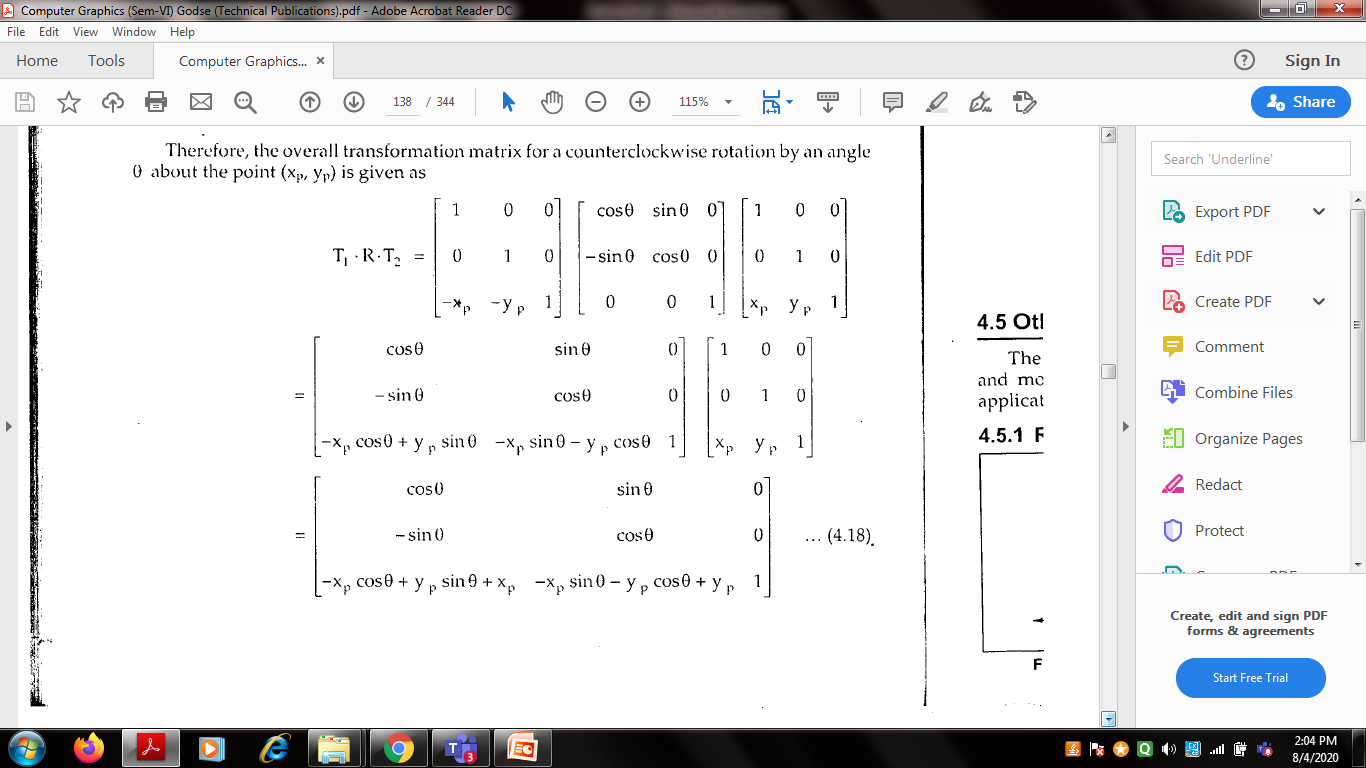 Computer Graphics (Sem-VI) Godse (Technical Publications).pdf - Adobe Acrobat Reader DC
File Edit View Window Help
Home Tools Computer Graphics... × ? Sign In
138 / 344 115% Share
Therefore, the overall transformation matrix for a counterclockwise rotation by an angle
θ about the point (xp, yp) is given as
1 0 0 cosθ sinθ 0 1 0 0
T1 · R · T2 = 0 1 0 −sinθ cosθ 0 0 1 0
−xp −yp 1 0 0 1 xp yp 1
cosθ sinθ 0 1 0 0
= −sinθ cosθ 0 0 1 0
−xp cosθ + yp sinθ −xp sinθ − yp cosθ 1 xp yp 1
cosθ sinθ 0
= −sinθ cosθ 0 ... (4.18)
−xp cosθ + yp sinθ + xp −xp sinθ − yp cosθ + yp 1
4.5 Otl
The
and mo
applicat
4.5.1 R
F
Search 'Underline'
Export PDF
Edit PDF
Create PDF
Comment
Combine Files
Organize Pages
Redact
Protect
Create, edit and sign PDF
forms & agreements
Start Free Trial
3
2:04 PM
8/4/2020